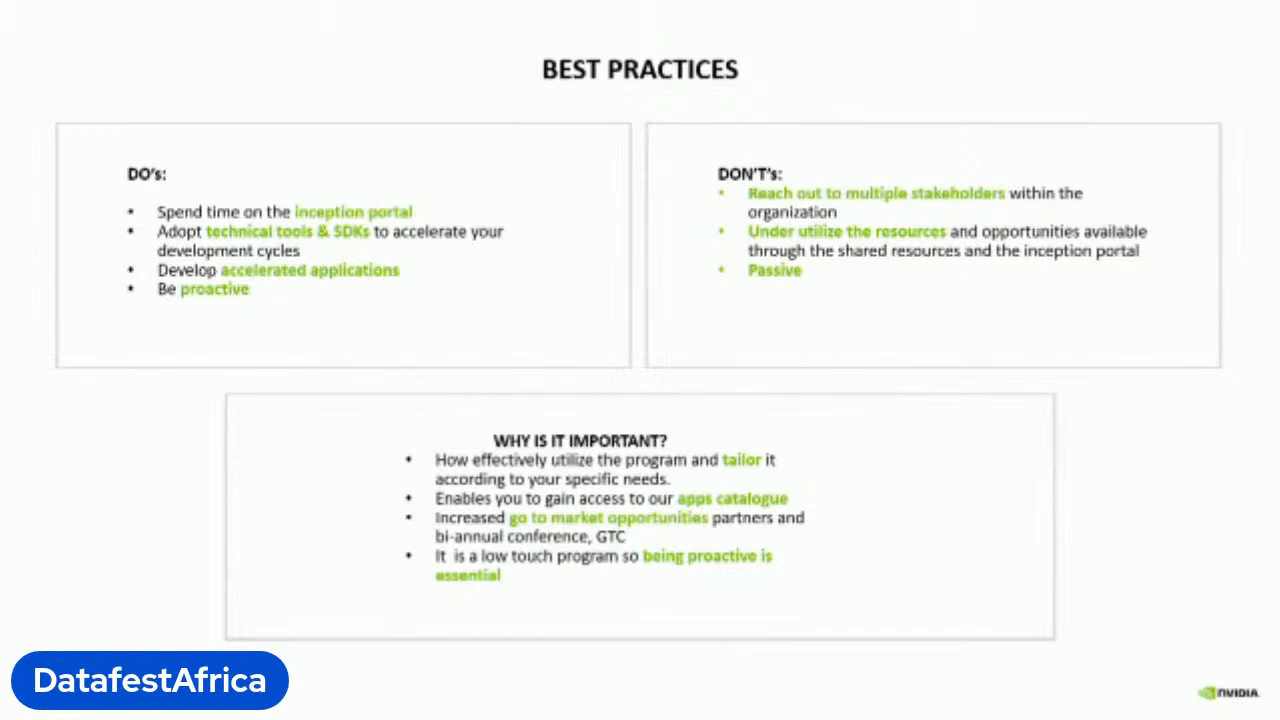 BEST PRACTICES
DO's:
• Spend time on the inception portal
• Adopt technical tools & SDKs to accelerate your
development cycles
• Develop accelerated applications
• Be proactive
DON'T's:
• Reach out to multiple stakeholders within the
organization
• Under utilize the resources and opportunities available
through the shared resources and the inception portal
• Passive
WHY IS IT IMPORTANT?
• How effectively utilize the program and tailor it
according to your specific needs.
• Enables you to gain access to our apps catalogue
• Increased go to market opportunities partners and
bi-annual conference, GTC
• It is a low touch program so being proactive is
essential
DatafestAfrica
NVIDIA.